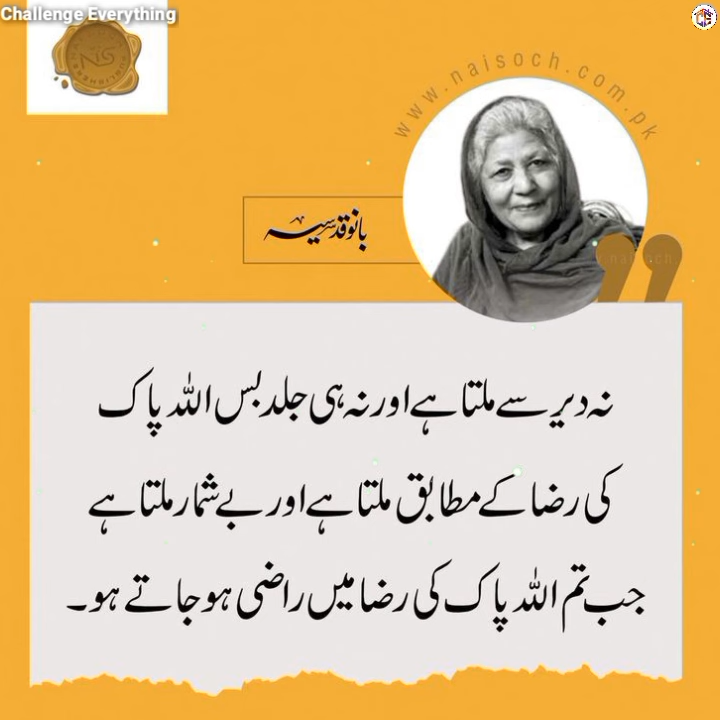 Challenge Everything
NIS
www.naisoch.com.pk
بانو قدسیہ
نہ دیر سے ملتا ہے اور نہ ہی جلد بس اللہ پاک
کی رضا کے مطابق ملتا ہے اور بے شمار ملتا ہے
جب تم اللہ پاک کی رضا میں راضی ہو جاتے ہو۔